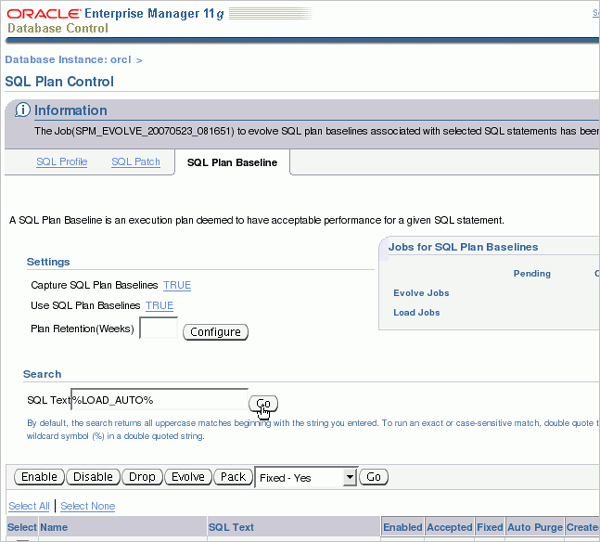 ORACLE Enterprise Manager 11g
Database Control
Database Instance: orcl >
SQL Plan Control
Information
The Job(SPM_EVOLVE_20070523_081651) to evolve SQL plan baselines associated with selected SQL statements has been
SQL Profile SQL Patch SQL Plan Baseline
A SQL Plan Baseline is an execution plan deemed to have acceptable performance for a given SQL statement.
Settings
Capture SQL Plan Baselines TRUE
Use SQL Plan Baselines TRUE
Plan Retention(Weeks) Configure
Jobs for SQL Plan Baselines
Pending
Evolve Jobs
Load Jobs
Search
SQL Text %LOAD_AUTO% Go
By default, the search returns all uppercase matches beginning with the string you entered. To run an exact or case-sensitive match, double quote
wildcard symbol (%) in a double quoted string.
Enable Disable Drop Evolve Pack Fixed - Yes Go
Select All | Select None
Select Name SQL Text Enabled Accepted Fixed Auto Purge Create